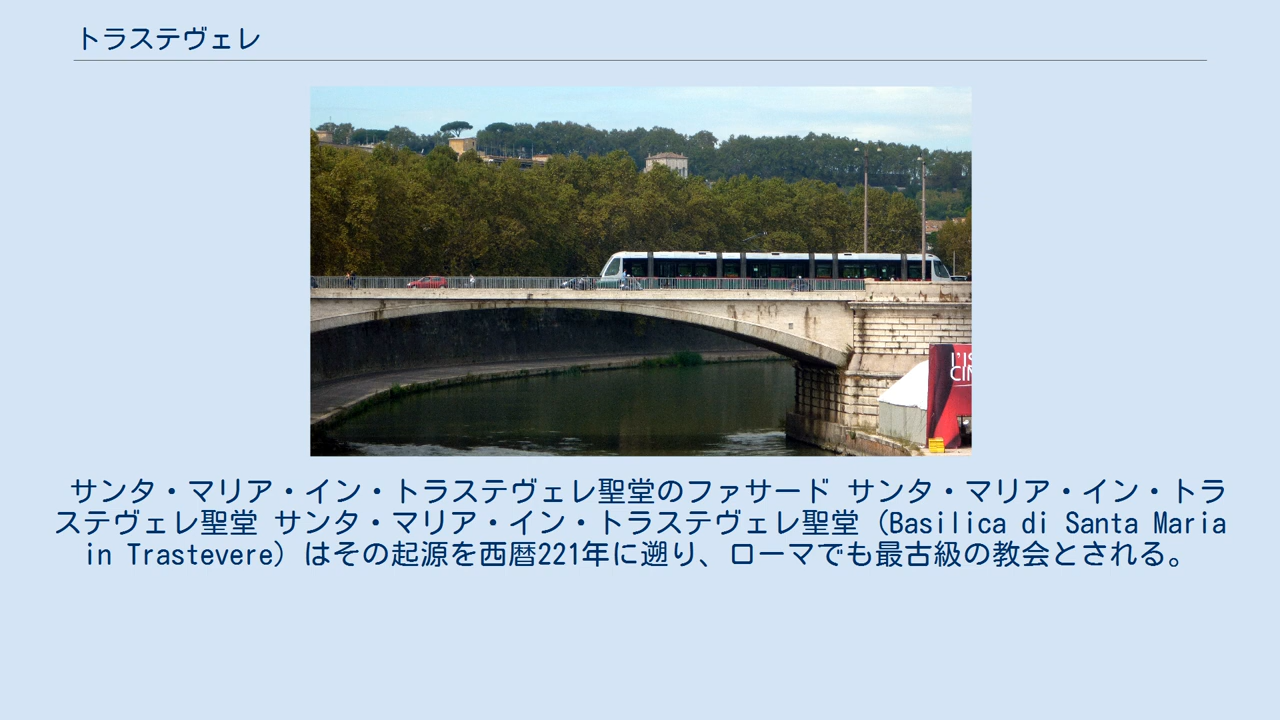 トラステヴェレ
L'IS
CIN
サンタ・マリア・イン・トラステヴェレ聖堂のファサード サンタ・マリア・イン・トラ
ステヴェレ聖堂 サンタ・マリア・イン・トラステヴェレ聖堂（Basilica di Santa Maria
in Trastevere）はその起源を西暦221年に遡り、ローマでも最古級の教会とされる。